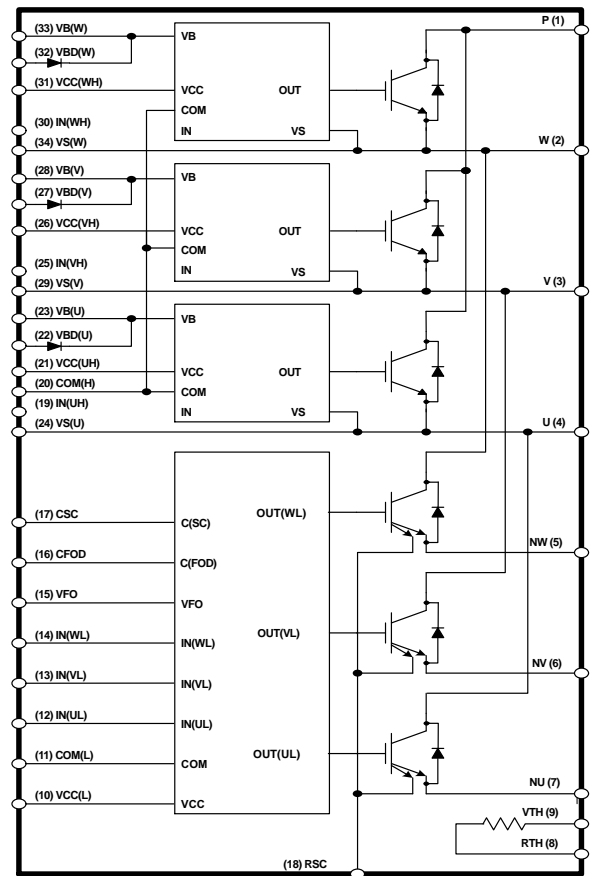 (33) VB(W)
(32) VBD(W)
(31) VCC(WH)
(30) IN(WH)
(34) VS(W)
VB
VCC
COM
IN
OUT
VS
P (1)
W (2)
(28) VB(V)
(27) VBD(V)
(26) VCC(VH)
(25) IN(VH)
(29) VS(V)
VB
VCC
COM
IN
OUT
VS
V (3)
(23) VB(U)
(22) VBD(U)
(21) VCC(UH)
(20) COM(H)
(19) IN(UH)
(24) VS(U)
VB
VCC
COM
IN
OUT
VS
U (4)
(17) CSC
(16) CFOD
(15) VFO
(14) IN(WL)
(13) IN(VL)
(12) IN(UL)
(11) COM(L)
(10) VCC(L)
C(SC)
C(FOD)
VFO
IN(WL)
IN(VL)
IN(UL)
COM
VCC
OUT(WL)
OUT(VL)
OUT(UL)
NW (5)
NV (6)
NU (7)
VTH (9)
RTH (8)
(18) RSC